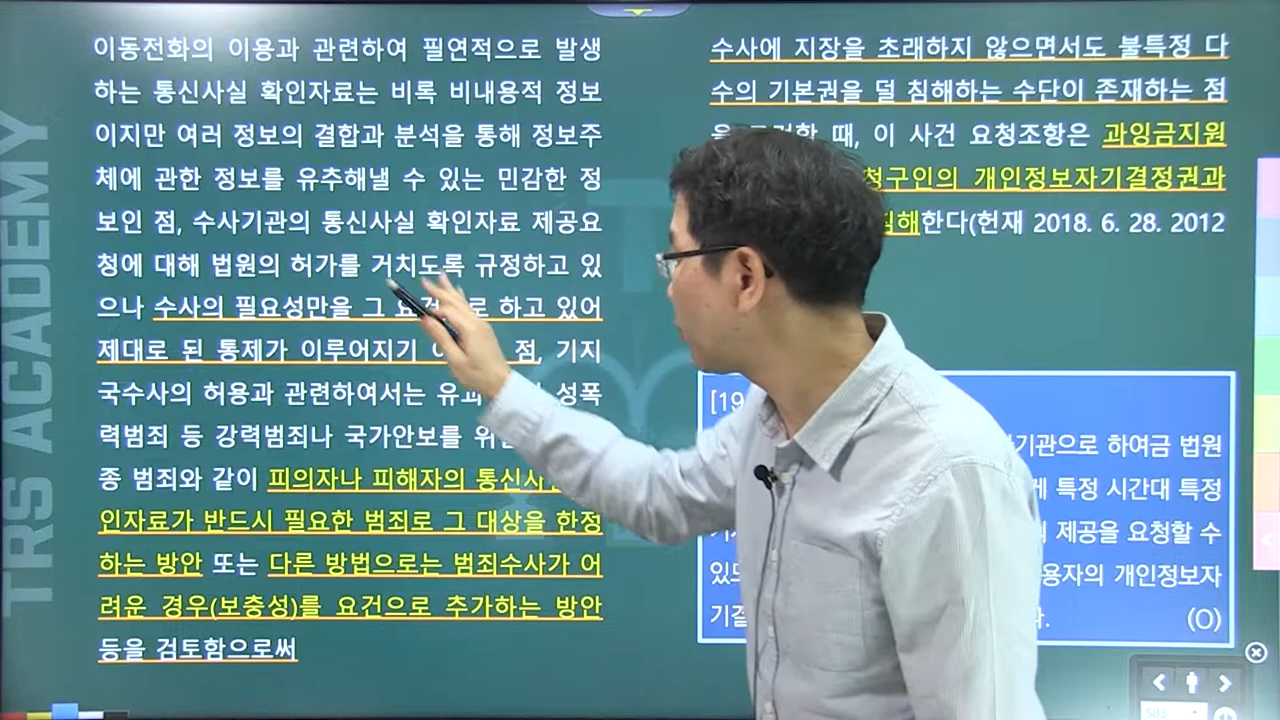 TRS ACADEMY
이동전화의 이용과 관련하여 필연적으로 발생
하는 통신사실 확인자료는 비록 비내용적 정보
이지만 여러 정보의 결합과 분석을 통해 정보주
체에 관한 정보를 유추해낼 수 있는 민감한 정
보인 점, 수사기관의 통신사실 확인자료 제공요
청에 대해 법원의 허가를 거치도록 규정하고 있
으나 수사의 필요성만을 그 로 하고 있어
제대로 된 통제가 이루어지기 점, 기지
국수사의 허용과 관련하여서는 성폭
력범죄 등 강력범죄나 국가안보를
종 범죄와 같이 피의자나 피해자의
인자료가 반드시 필요한 범죄로 그 대상을 한정
하는 방안 또는 다른 방법으로는 범죄수사가 어
려운 경우(보충성)를 요건으로 추가하는 방안
등을 검토함으로써
수사에 지장을 초래하지 않으면서도 불특정 다
수의 기본권을 덜 침해하는 수단이 존재하는 점
때, 이 사건 요청조항은 과잉금지원
청구인의 개인정보자기결정권과
한다(헌재 2018. 6. 28. 2012
[19
하여금 법원
특정 시간대 특정
제공을 요청할 수
개인정보자
(O)
583